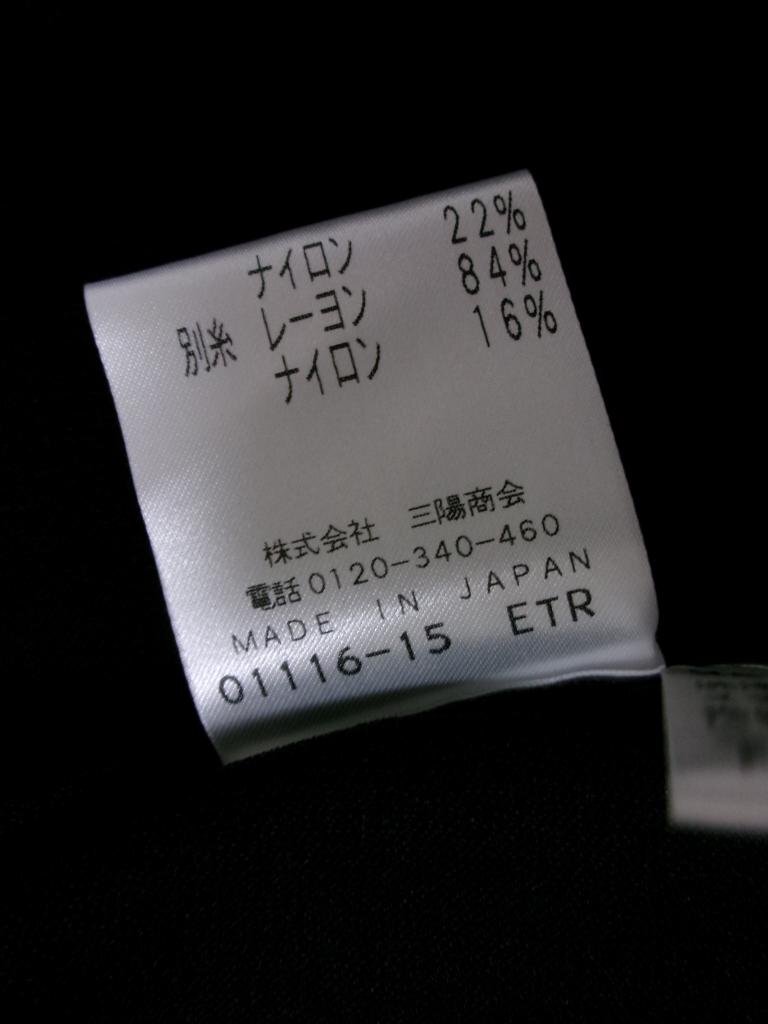 ナイロン 22%
別糸 レーヨン 84%
ナイロン 16%
株式会社 三陽商会
電話0120-340-460
MADE IN JAPAN
01116-15 ETR